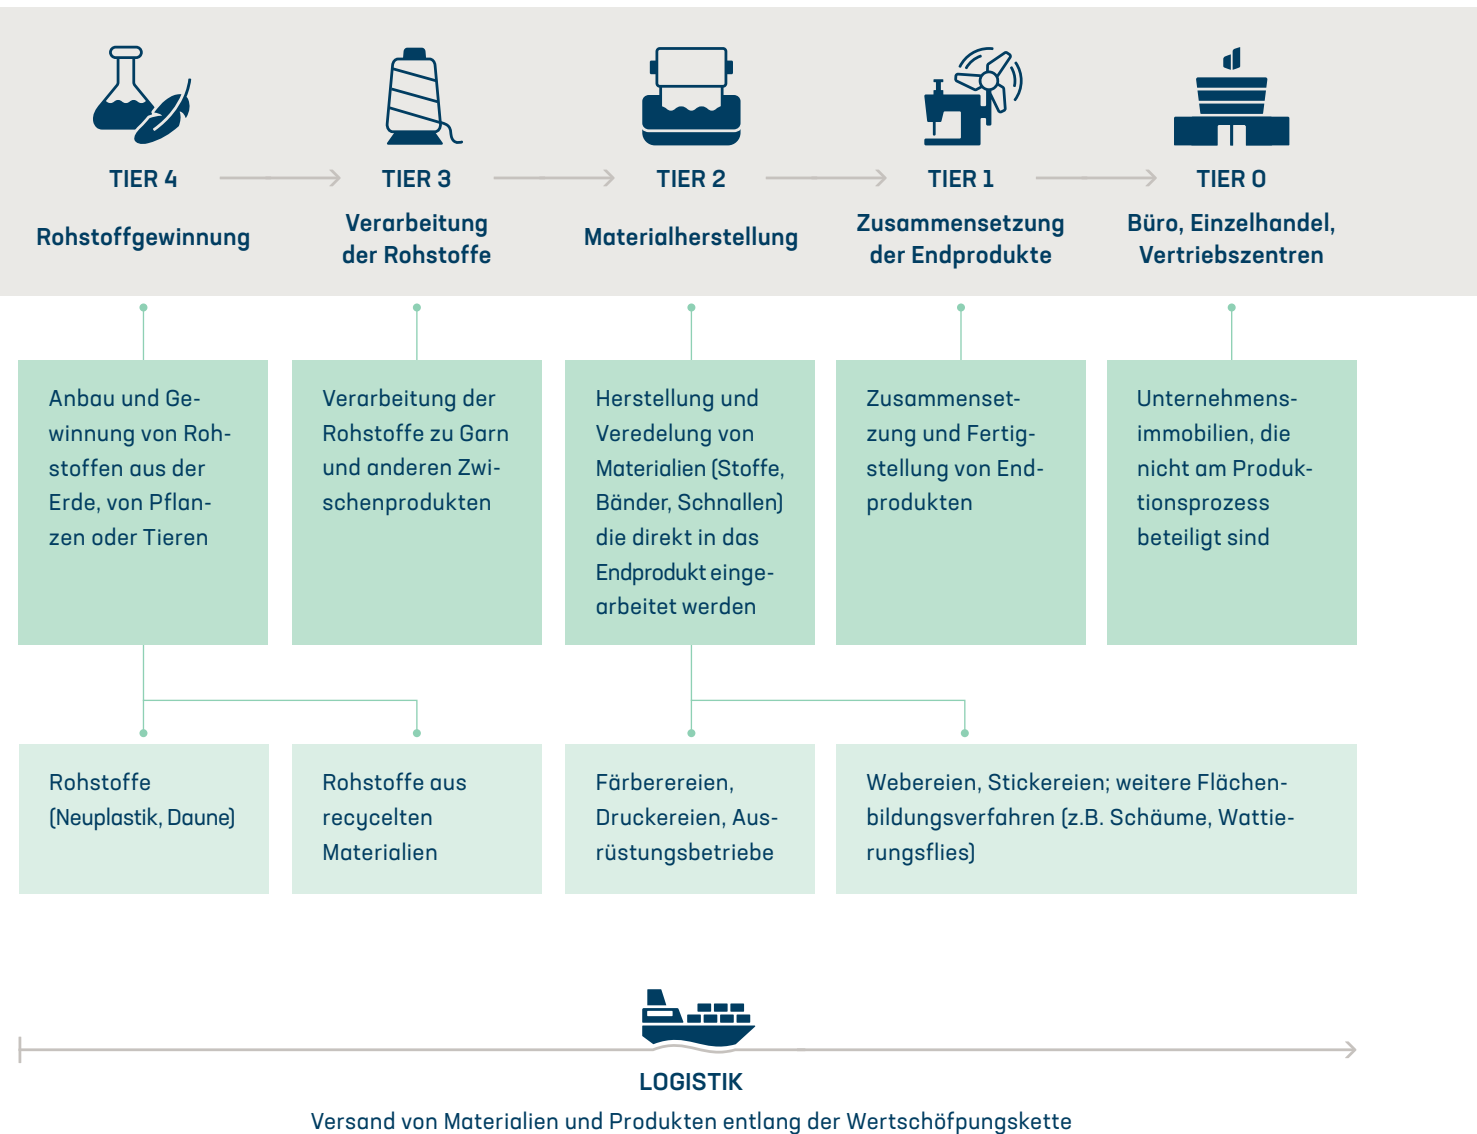 TIER 4
TIER 3
TIER 2
TIER 1
TIER 0
Rohstoffgewinnung
Verarbeitung
der Rohstoffe
Materialherstellung
Zusammensetzung
der Endprodukte
Büro, Einzelhandel,
Vertriebszentren
Anbau und Ge-
winnung von Roh-
stoffen aus der
Erde, von Pflan-
zen oder Tieren
Verarbeitung der
Rohstoffe zu Garn
und anderen Zwi-
schenprodukten
Herstellung und
Veredelung von
Materialien (Stoffe,
Bänder, Schnallen)
die direkt in das
Endprodukt einge-
arbeitet werden
Zusammenset-
zung und Fertig-
stellung von End-
produkten
Unternehmens-
immobilien, die
nicht am Produk-
tionsprozess
beteiligt sind
Rohstoffe
(Neuplastik, Daune)
Rohstoffe aus
recycelten
Materialien
Färberereien,
Druckereien, Aus-
rüstungsbetriebe
Webereien, Stickereien; weitere Flächen-
bildungsverfahren (z.B. Schäume, Wattie-
rungsflies)
LOGISTIK
Versand von Materialien und Produkten entlang der Wertschöfpungskette